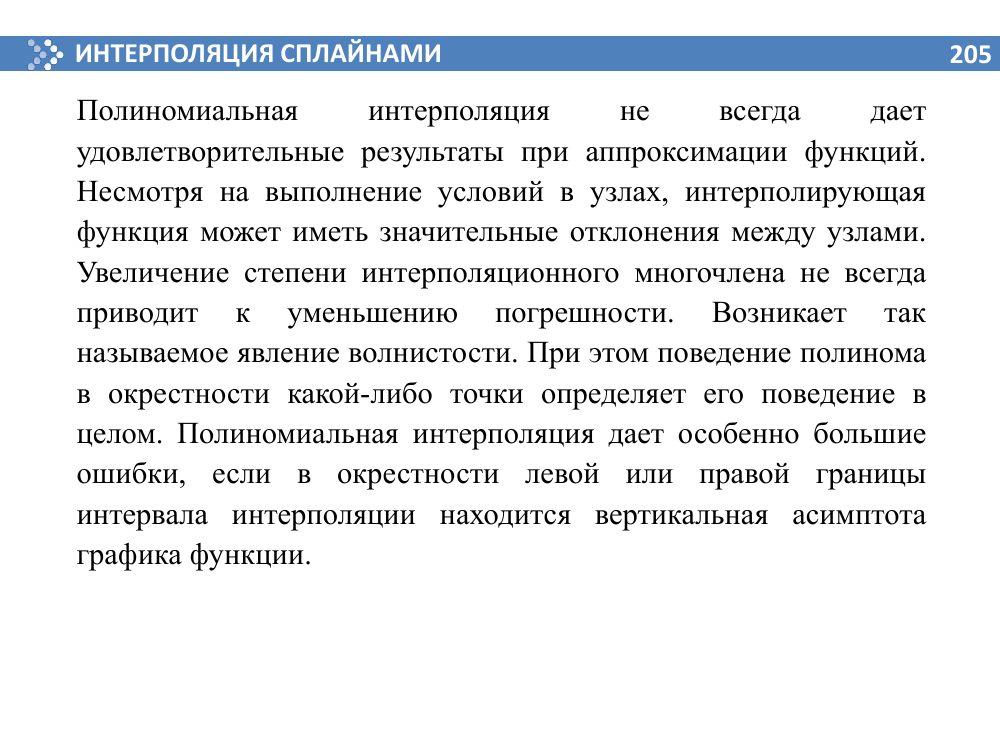 ИНТЕРПОЛЯЦИЯ СПЛАЙНАМИ 205
Полиномиальная интерполяция не всегда дает
удовлетворительные результаты при аппроксимации функций.
Несмотря на выполнение условий в узлах, интерполирующая
функция может иметь значительные отклонения между узлами.
Увеличение степени интерполяционного многочлена не всегда
приводит к уменьшению погрешности. Возникает так
называемое явление волнистости. При этом поведение полинома
в окрестности какой-либо точки определяет его поведение в
целом. Полиномиальная интерполяция дает особенно большие
ошибки, если в окрестности левой или правой границы
интервала интерполяции находится вертикальная асимптота
графика функции.